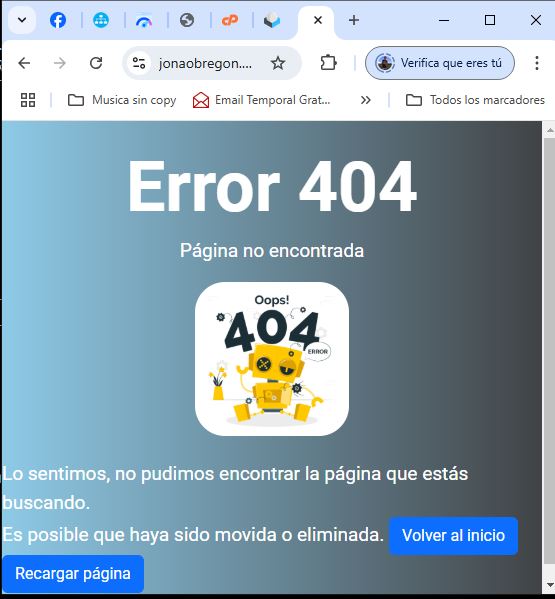 jonaobregon....
Verifica que eres tú
Musica sin copy
Email Temporal Grat...
Todos los marcadores
Error 404
Página no encontrada
Oops!
404
ERROR
Lo sentimos, no pudimos encontrar la página que estás
buscando.
Es posible que haya sido movida o eliminada. Volver al inicio
Recargar página